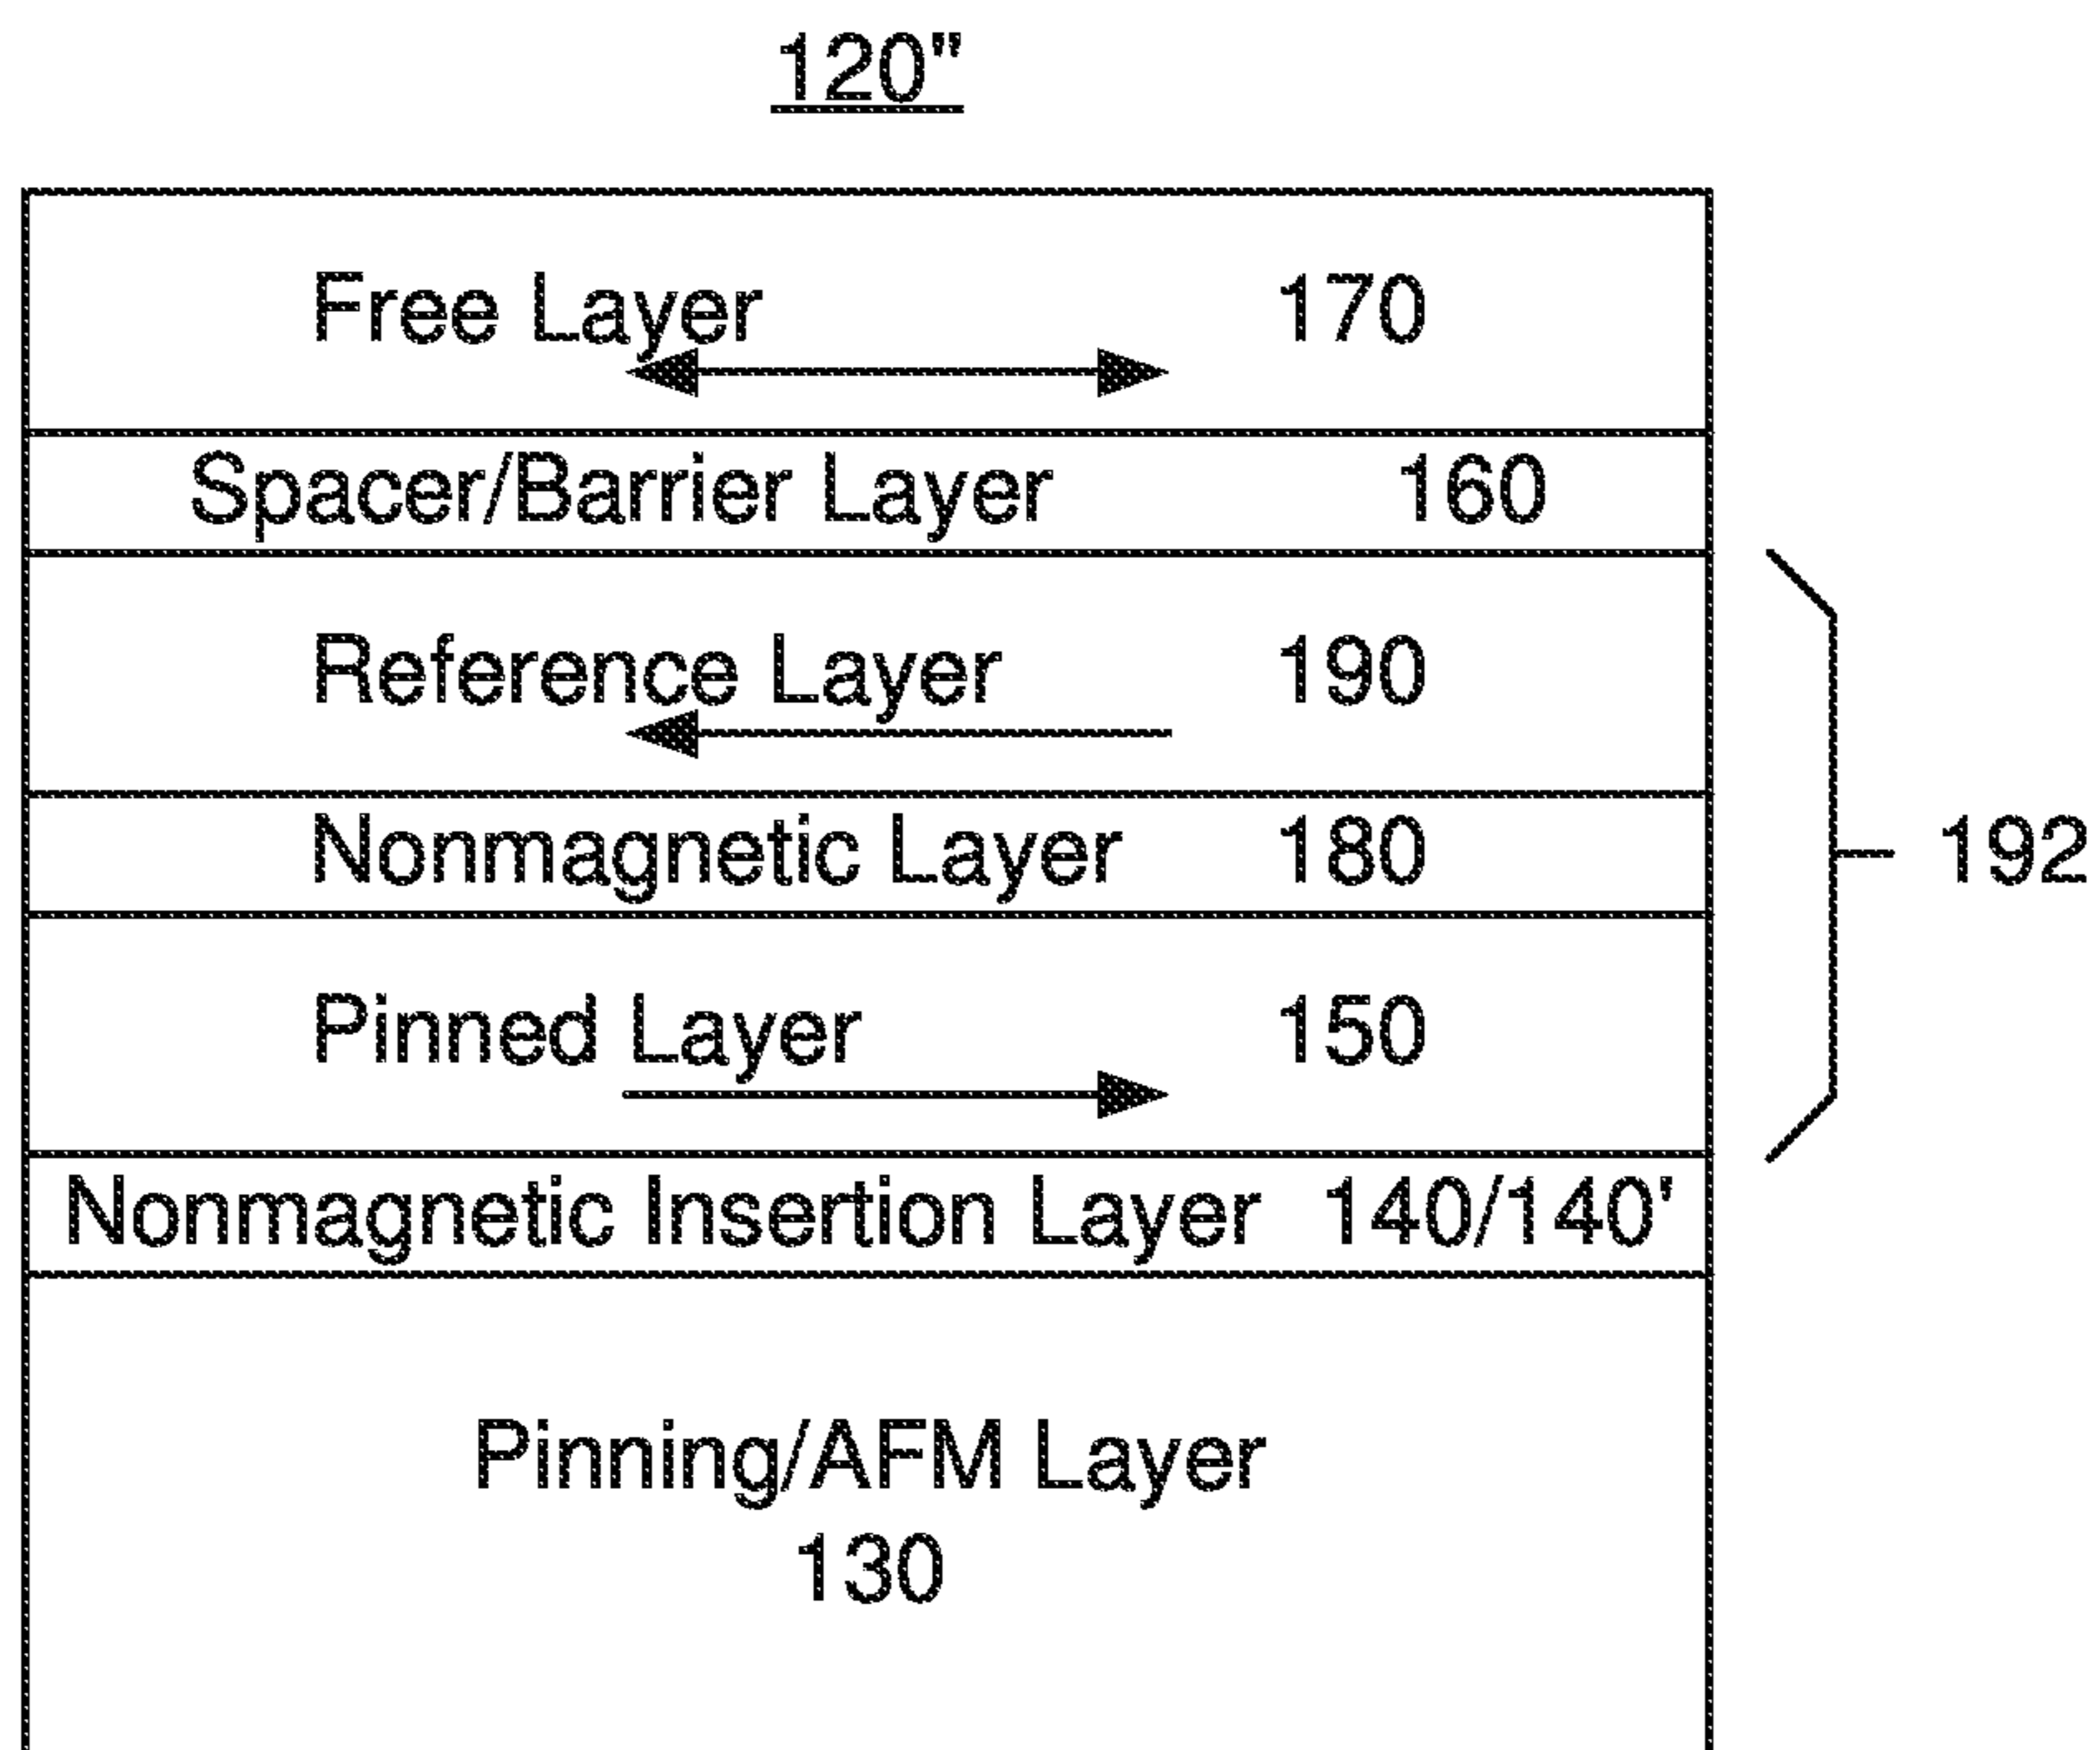 120"
Free Layer 170
Spacer/Barrier Layer 160
Reference Layer 190
Nonmagnetic Layer 180
192
Pinned Layer 150
Nonmagnetic Insertion Layer 140/140'
Pinning/AFM Layer
130